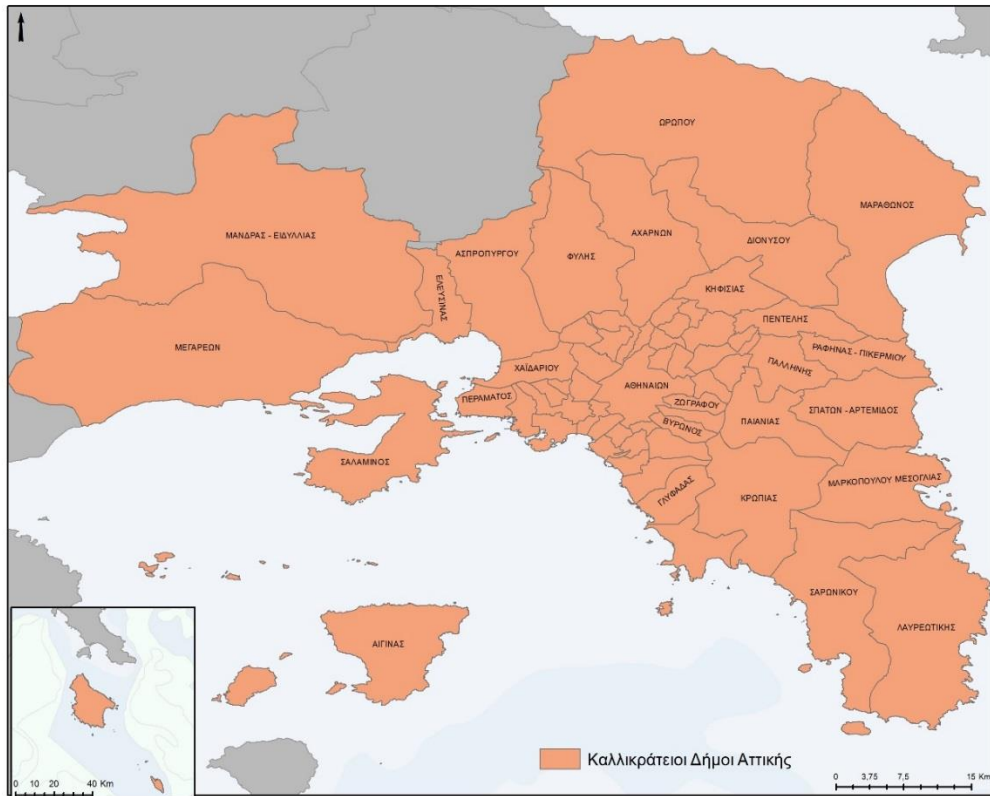 ΩΡΩΠΟΥ
ΜΑΡΑΘΩΝΟΣ
ΜΑΝΔΡΑΣ - ΕΙΔΥΛΛΙΑΣ
ΑΧΑΡΝΩΝ
ΔΙΟΝΥΣΟΥ
ΑΣΠΡΟΠΥΡΓΟΥ
ΦΥΛΗΣ
ΕΛΕΥΣΙΝΑΣ
ΚΗΦΙΣΙΑΣ
ΠΕΝΤΕΛΗΣ
ΜΕΓΑΡΕΩΝ
ΡΑΦΗΝΑΣ - ΠΙΚΕΡΜΙΟΥ
ΧΑΪΔΑΡΙΟΥ
ΠΑΛΛΗΝΗΣ
ΑΘΗΝΑΙΩΝ
ΠΕΡΑΜΑΤΟΣ
ΖΩΓΡΑΦΟΥ
ΣΠΑΤΩΝ - ΑΡΤΕΜΙΔΟΣ
ΒΥΡΩΝΟΣ
ΠΑΙΑΝΙΑΣ
ΣΑΛΑΜΙΝΟΣ
ΓΛΥΦΑΔΑΣ
ΚΡΩΠΙΑΣ
ΜΑΡΚΟΠΟΥΛΟΥ ΜΕΣΟΓΑΙΑΣ
ΣΑΡΩΝΙΚΟΥ
ΛΑΥΡΕΩΤΙΚΗΣ
ΑΙΓΙΝΑΣ
Καλλικράτειοι Δήμοι Αττικής
0 10 20 40 Km
0 3,75 7,5 15 Km